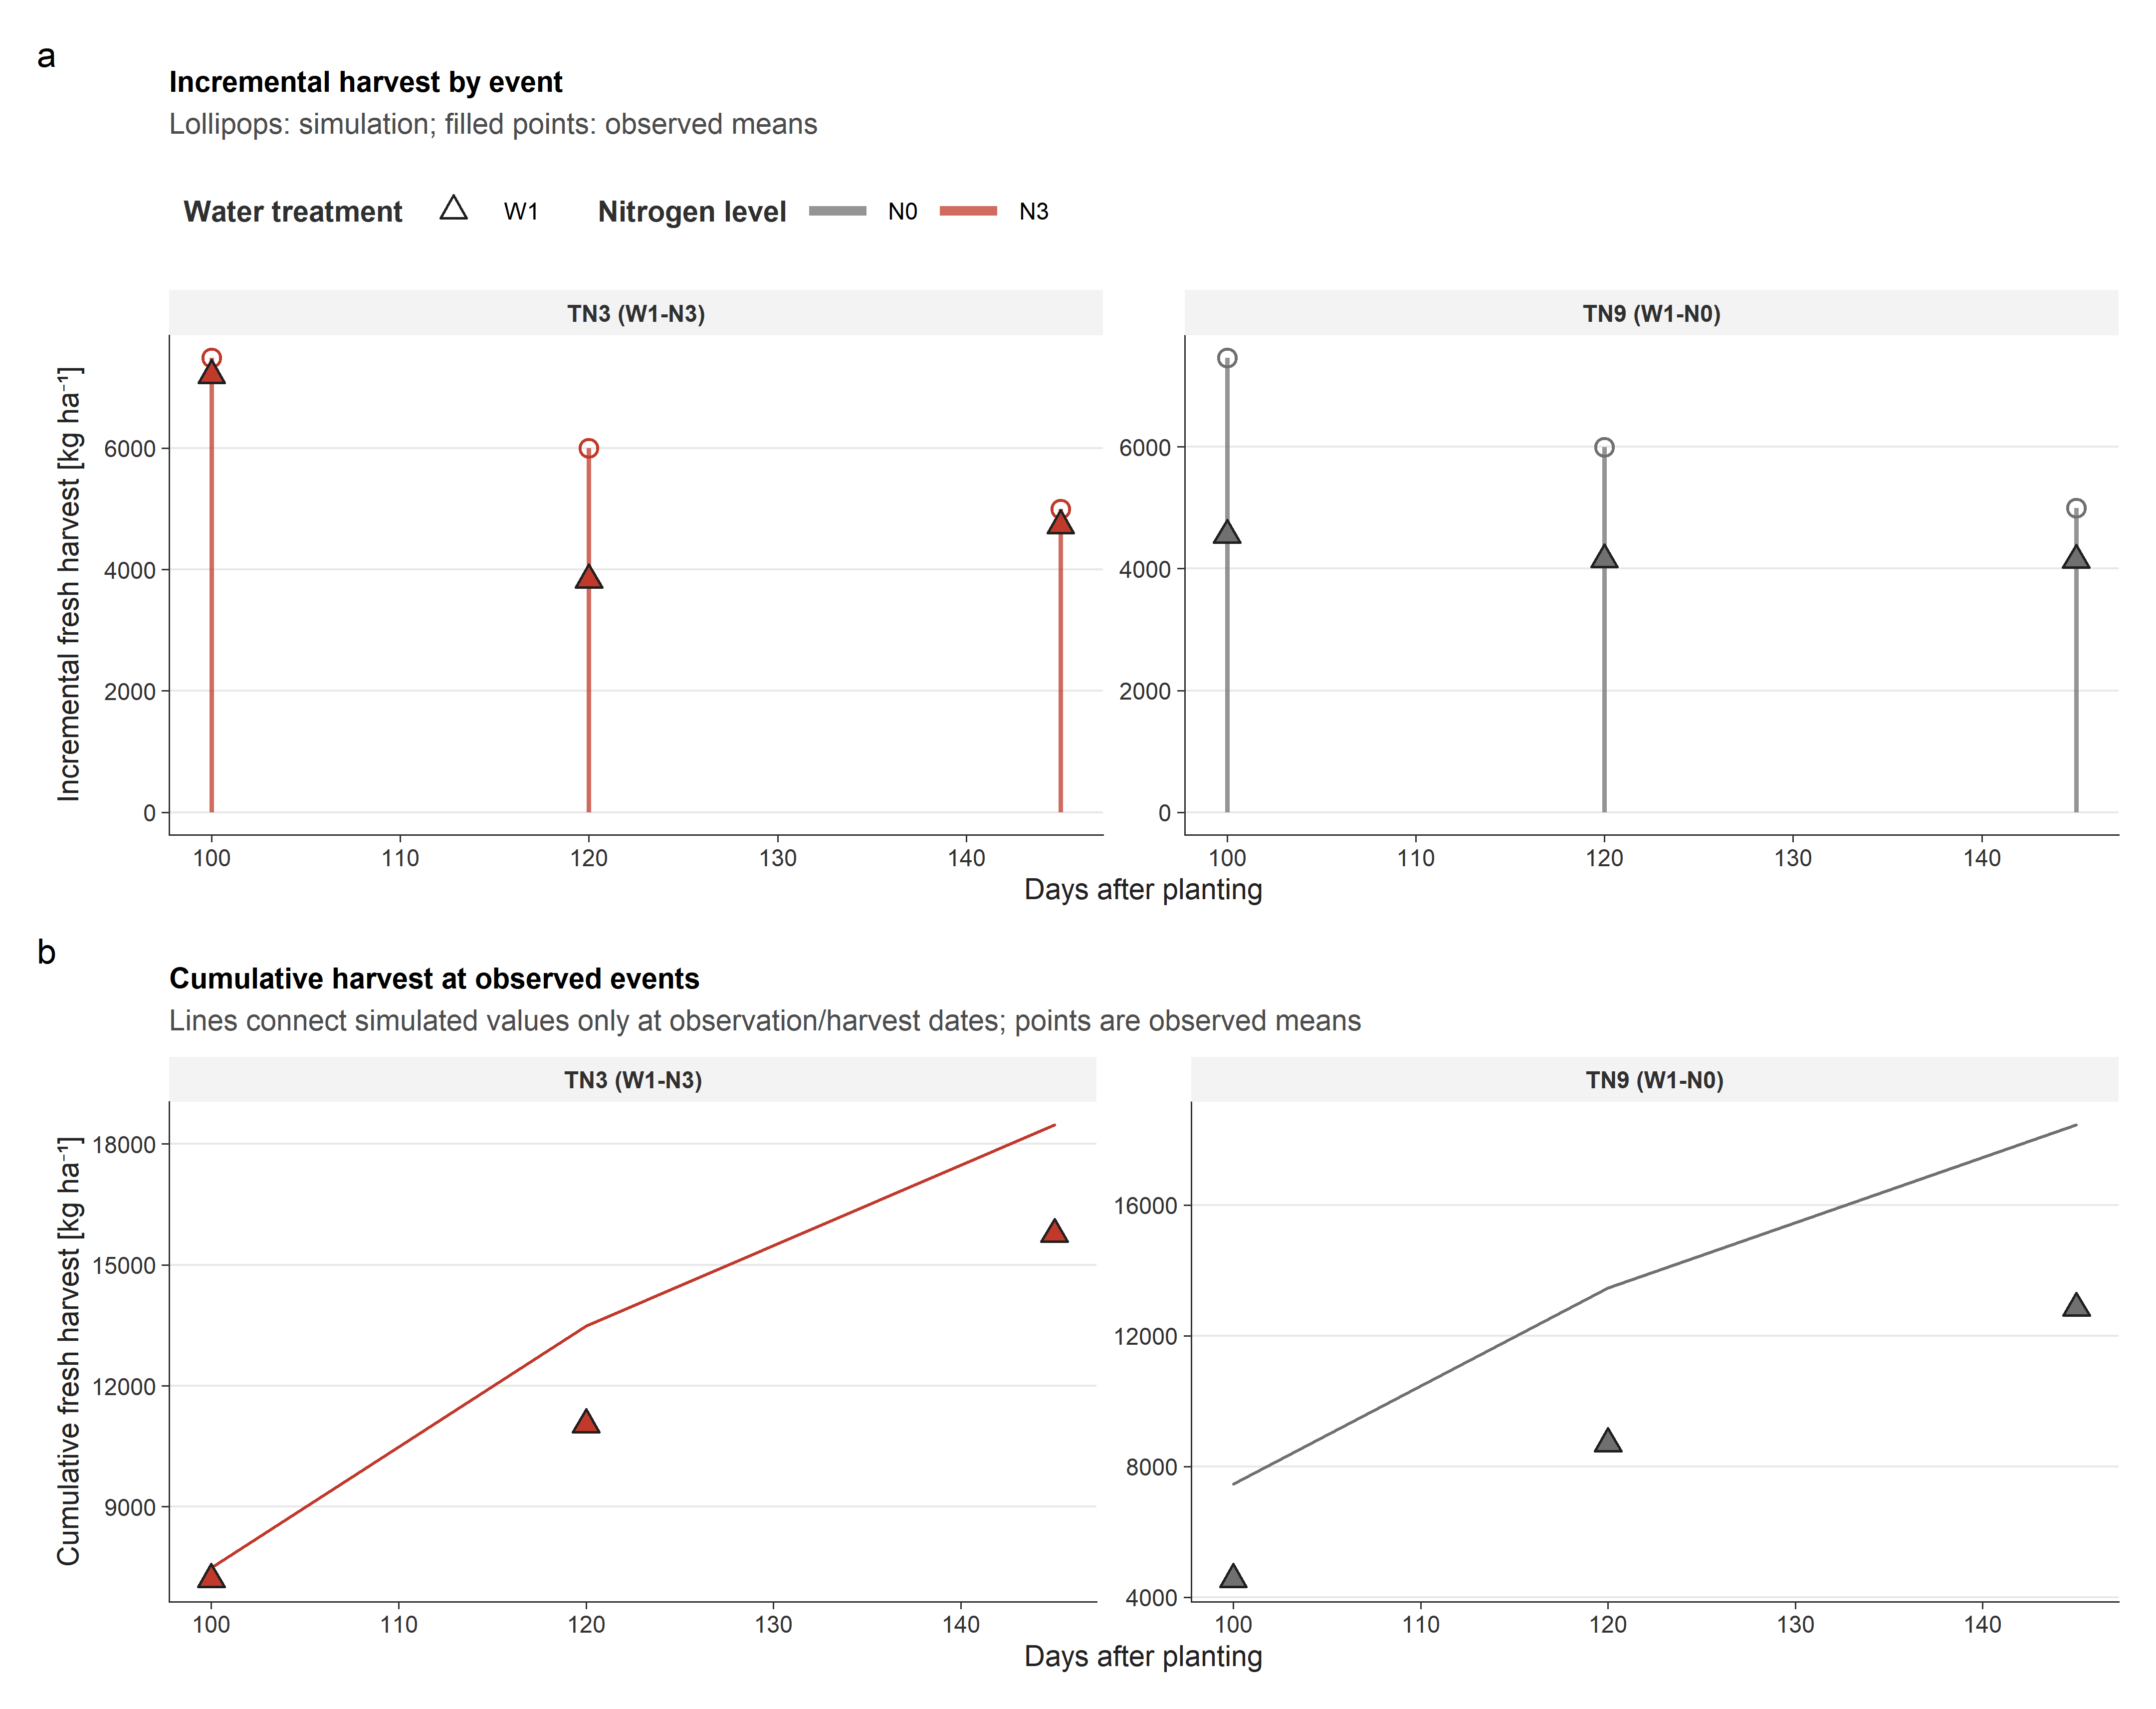 a
Incremental harvest by event
Lollipops: simulation; filled points: observed means
Water treatment W1 Nitrogen level N0 N3
TN3 (W1-N3) TN9 (W1-N0)
Incremental fresh harvest [kg ha⁻¹]
6000
4000
2000
0
6000
4000
2000
0
100 110 120 130 140 100 110 120 130 140
Days after planting
b
Cumulative harvest at observed events
Lines connect simulated values only at observation/harvest dates; points are observed means
TN3 (W1-N3) TN9 (W1-N0)
Cumulative fresh harvest [kg ha⁻¹]
18000
15000
12000
9000
16000
12000
8000
4000
100 110 120 130 140 100 110 120 130 140
Days after planting